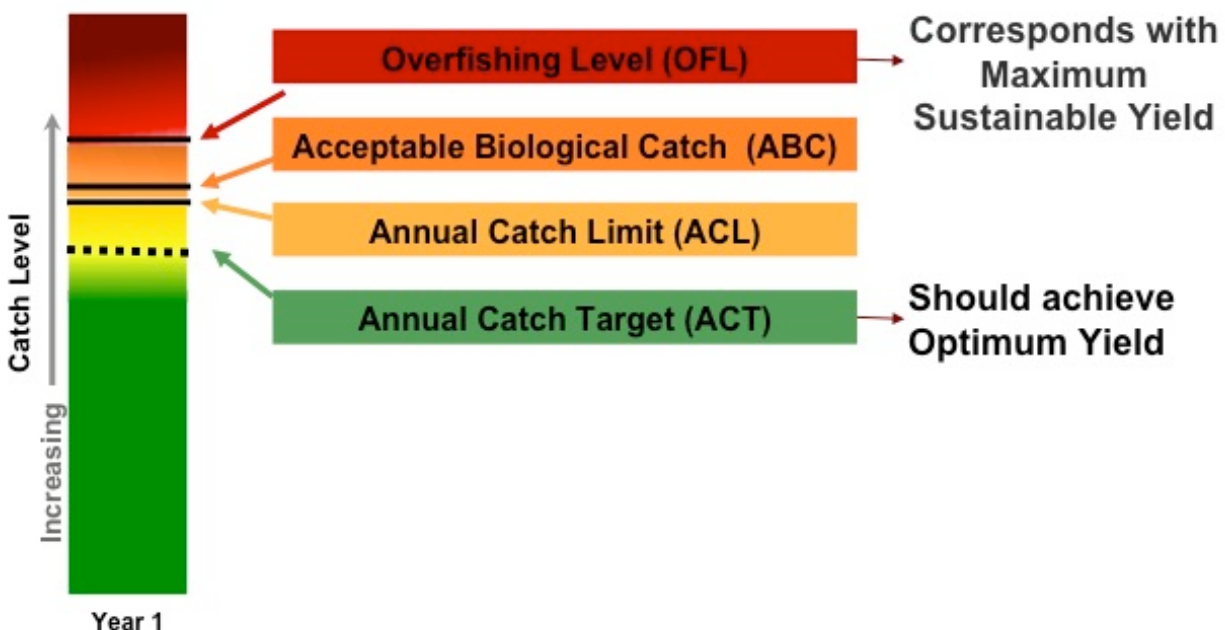 Overfishing Level (OFL)
Corresponds with
Maximum
Sustainable Yield
Acceptable Biological Catch (ABC)
Annual Catch Limit (ACL)
Annual Catch Target (ACT)
Should achieve
Optimum Yield
Catch Level
Increasing
Year 1